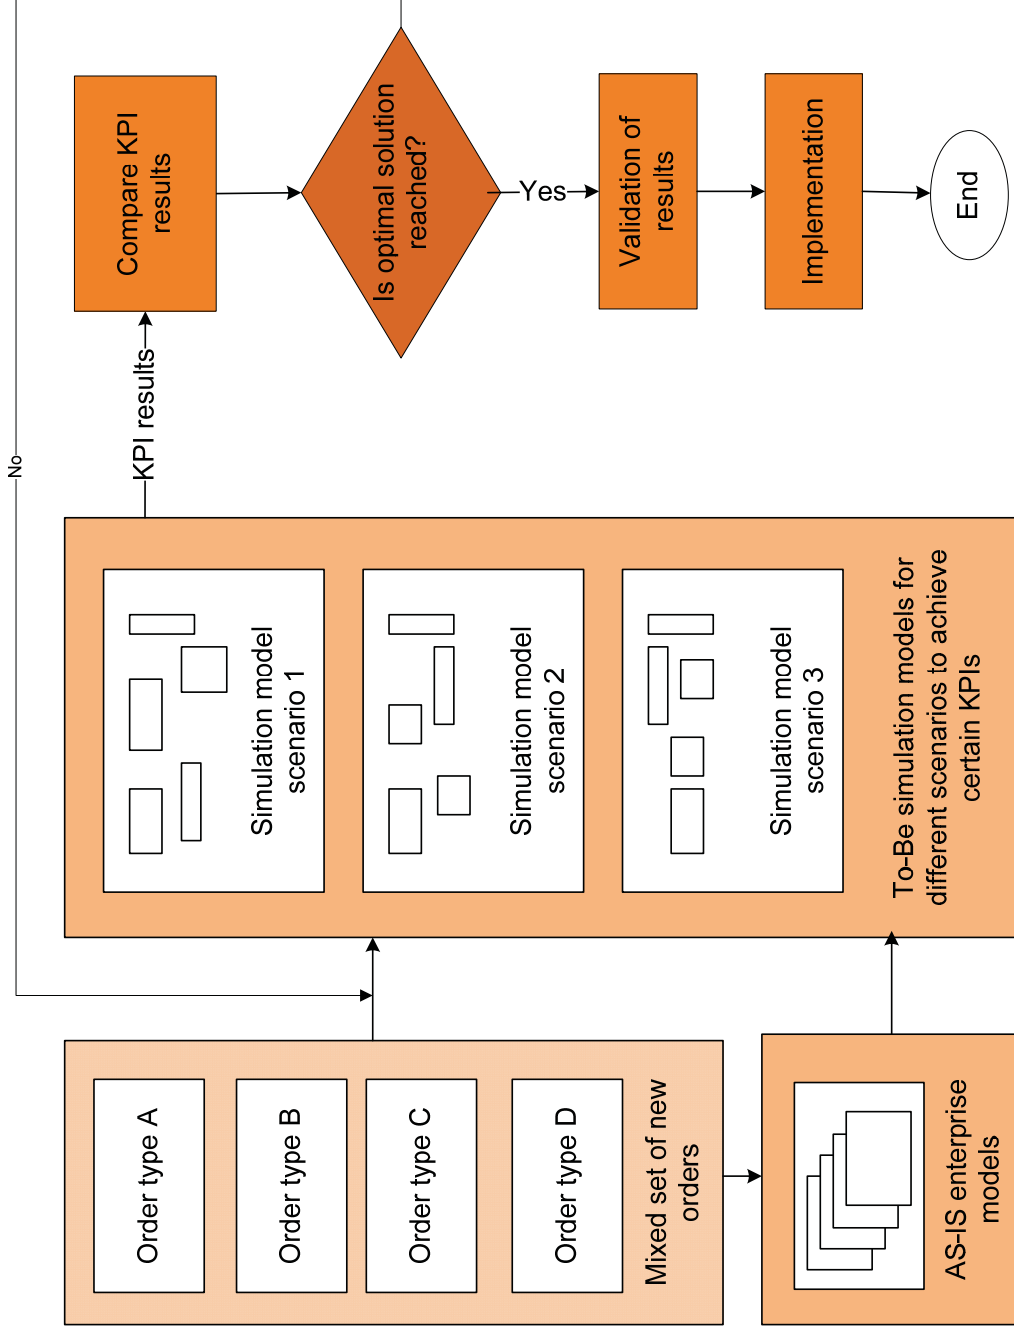 Order type A
Order type B
Order type C
Order type D
Mixed set of new
orders
AS-IS enterprise
models
Simulation model
scenario 1
Simulation model
scenario 2
Simulation model
scenario 3
To-Be simulation models for
different scenarios to achieve
certain KPIs
No
KPI results
Compare KPI
results
Is optimal solution
reached?
Yes
Validation of
results
Implementation
End